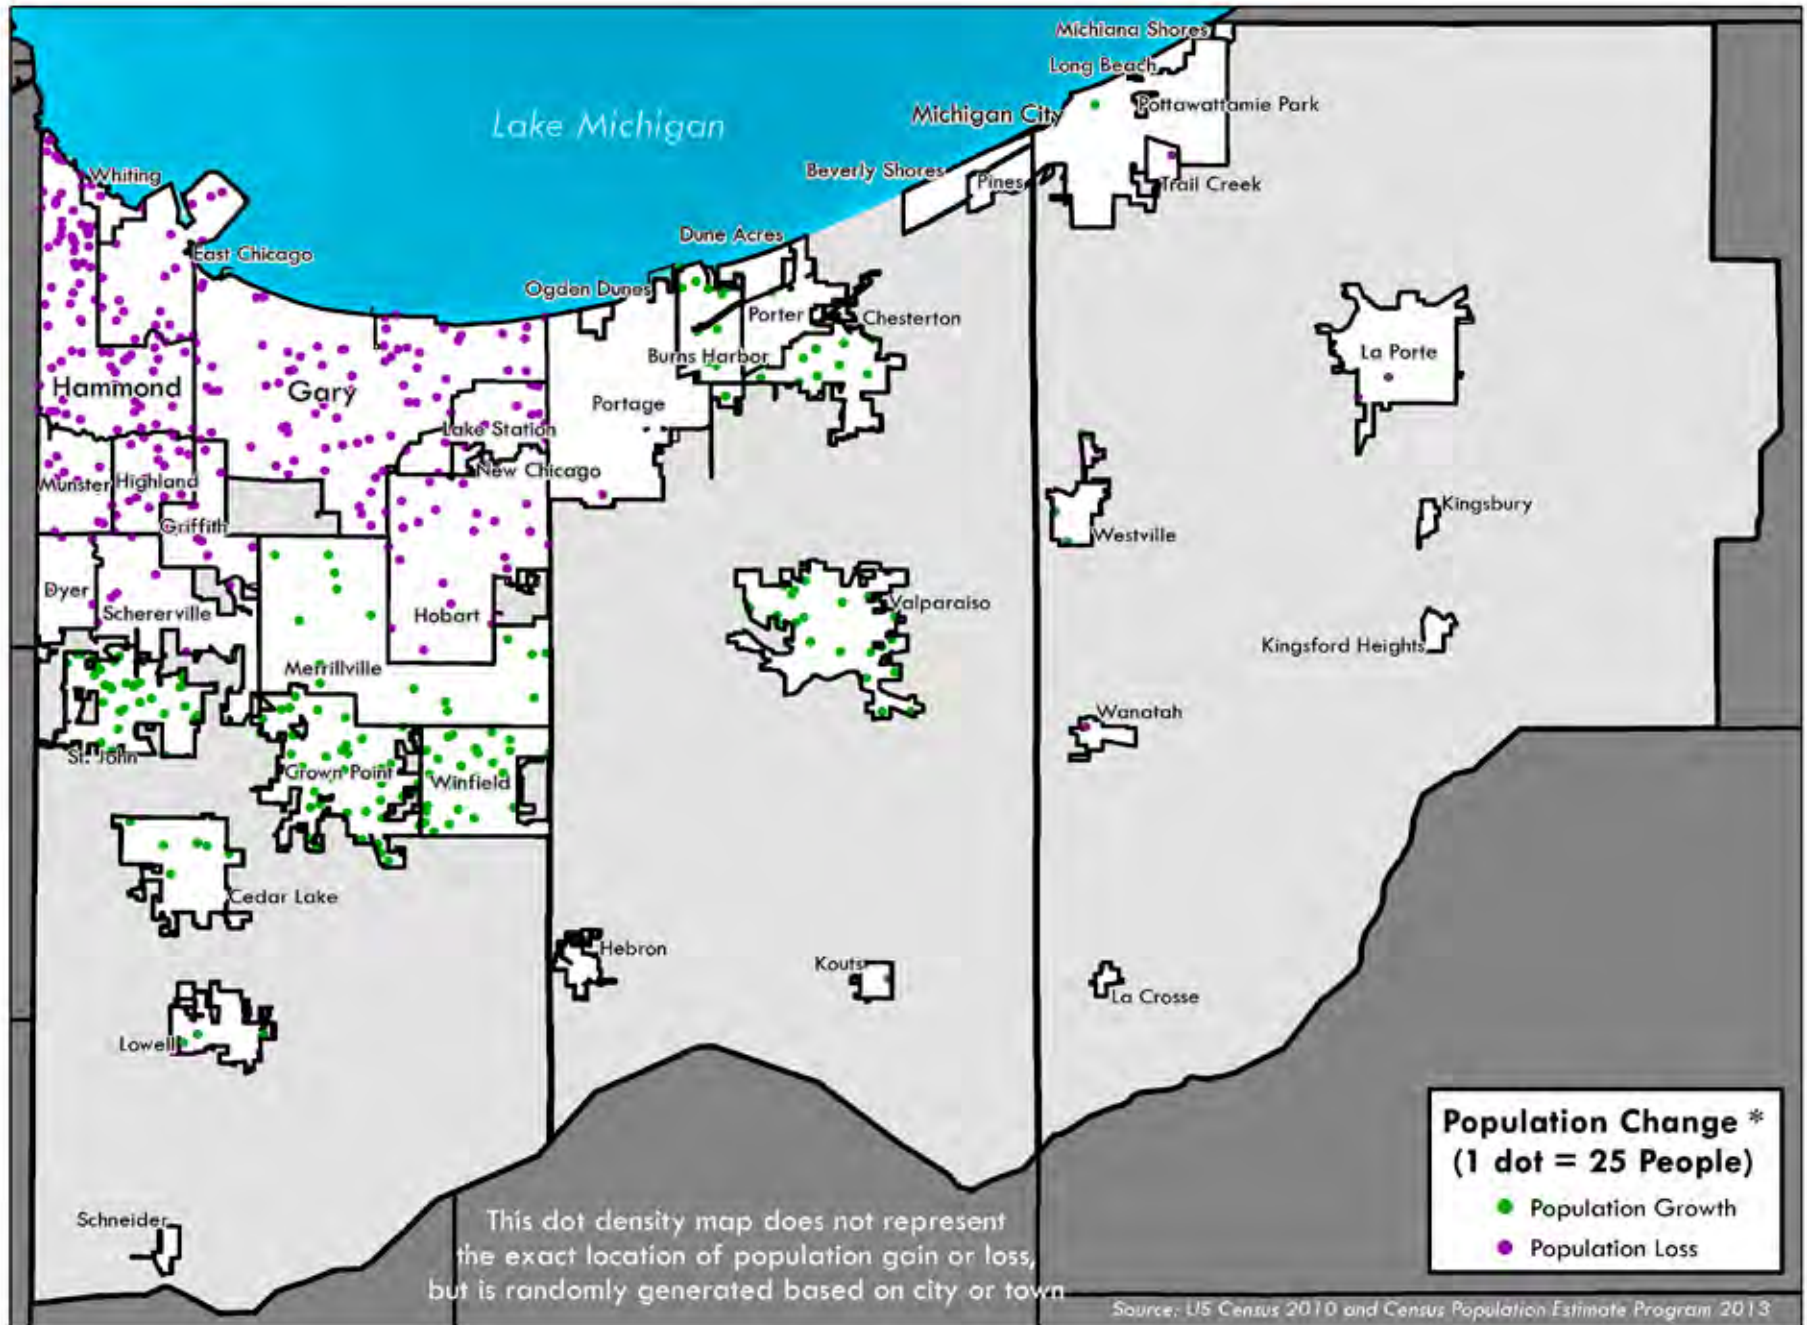 Michiana Shores
Long Beach
Lake Michigan
Michigan City
Pottawattamie Park
Whiting
Beverly Shores
Pines
Trail Creek
Dune Acres
East Chicago
Ogden Dunes
Porter
Chesterton
Burns Harbor
La Porte
Hammond
Gary
Portage
Lake Station
New Chicago
Munster
Highland
Kingsbury
Griffith
Westville
Dyer
Schererville
Hobart
Valparaiso
Kingsford Heights
Merrillville
Wanatah
St. John
Crown Point
Winfield
Cedar Lake
Hebron
Kouts
La Crosse
Lowell
Schneider
Population Change *
(1 dot = 25 People)
Population Growth
Population Loss
This dot density map does not represent
the exact location of population gain or loss,
but is randomly generated based on city or town
Source: US Census 2010 and Census Population Estimate Program 2013